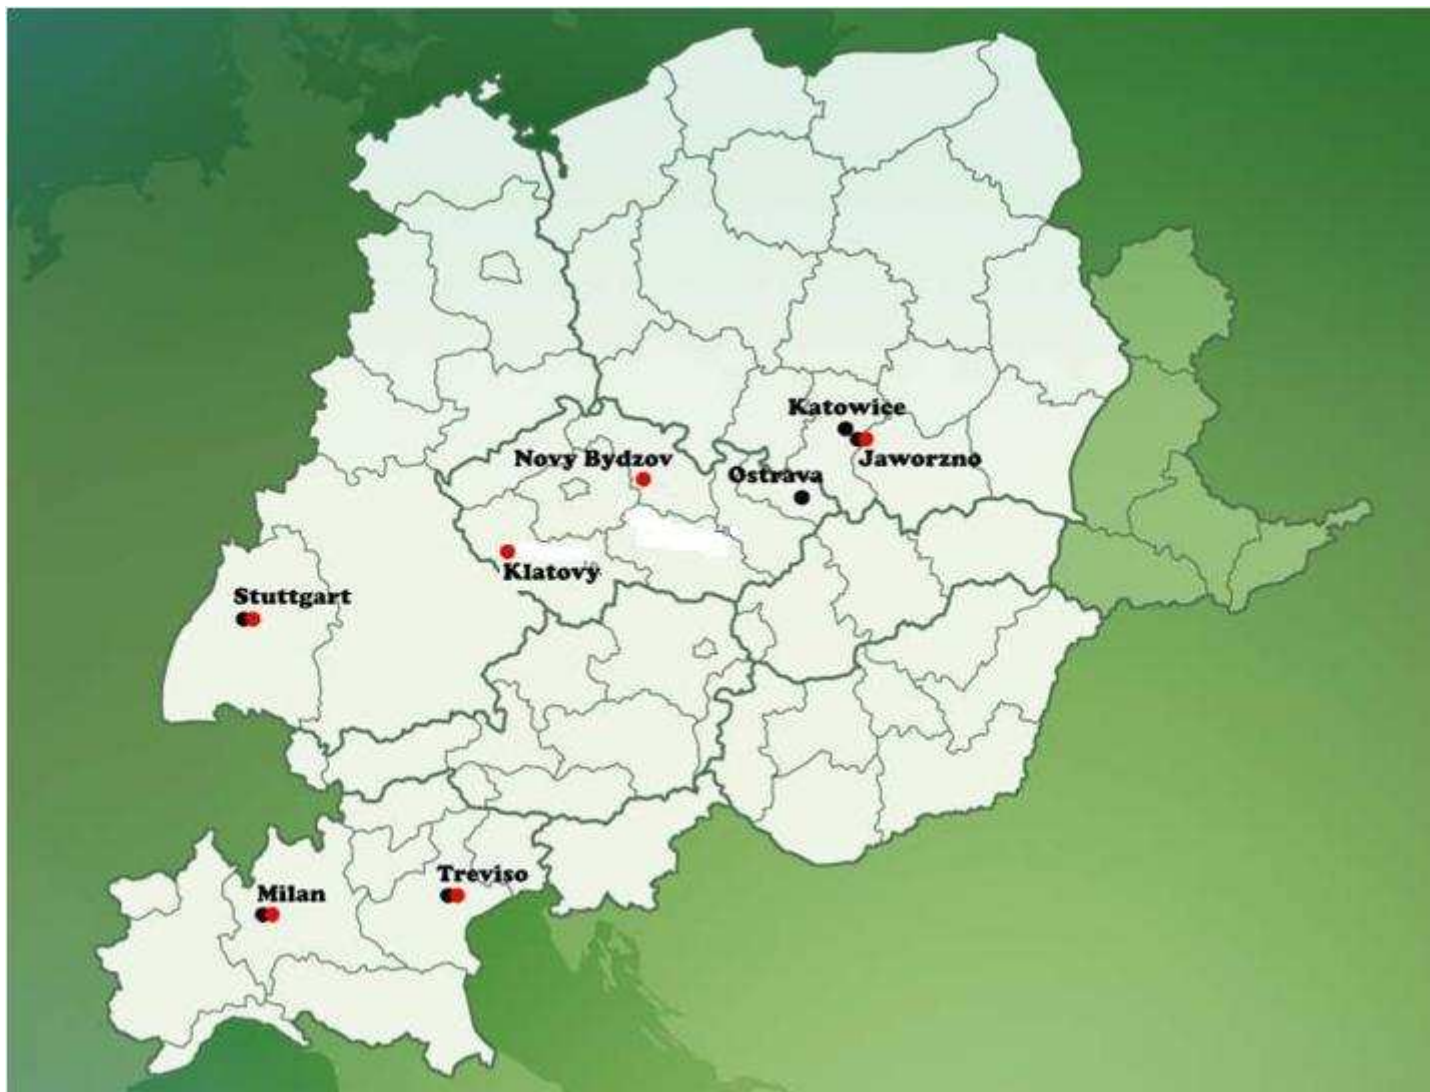 Katowice
Novy Bydzov
Jaworzno
Ostrava
Klatovy
Stuttgart
Treviso
Milan